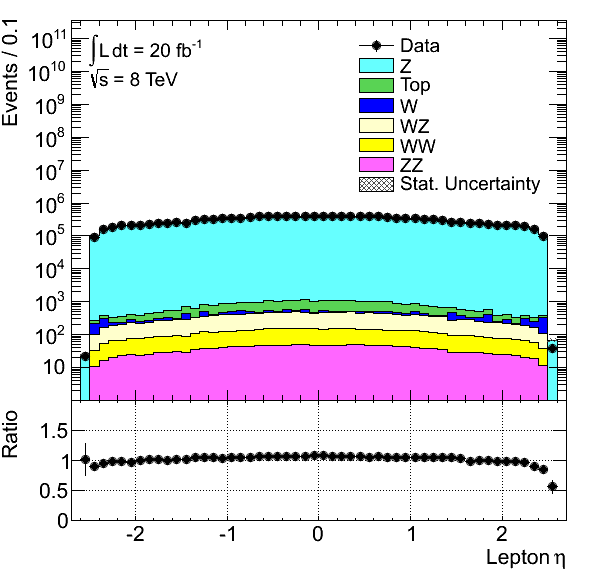 Events / 0.1
10¹¹
10¹⁰
10⁹
10⁸
10⁷
10⁶
10⁵
10⁴
10³
10²
10
∫L dt = 20 fb⁻¹
√s = 8 TeV
Data
Z
Top
W
WZ
WW
ZZ
Stat. Uncertainty
Ratio
1.5
1
0.5
0
-2
-1
0
1
2
Lepton η